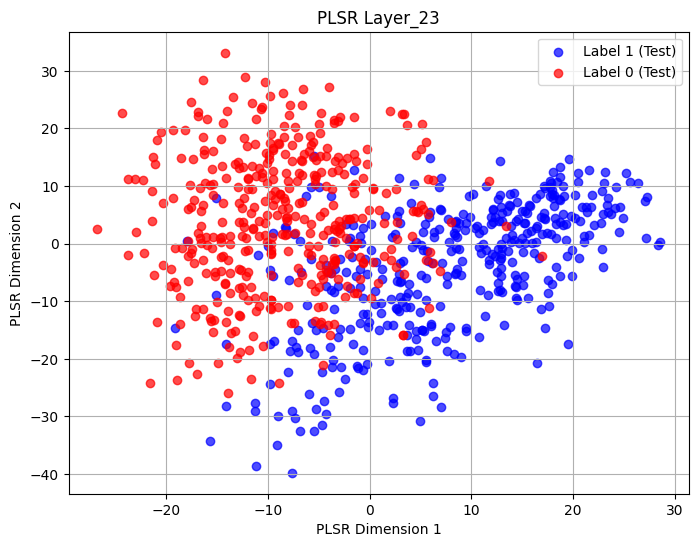 PLSR Layer_23
Label 1 (Test)
Label 0 (Test)
PLSR Dimension 2
30
20
10
0
−10
−20
−30
−40
−20
−10
0
10
20
30
PLSR Dimension 1